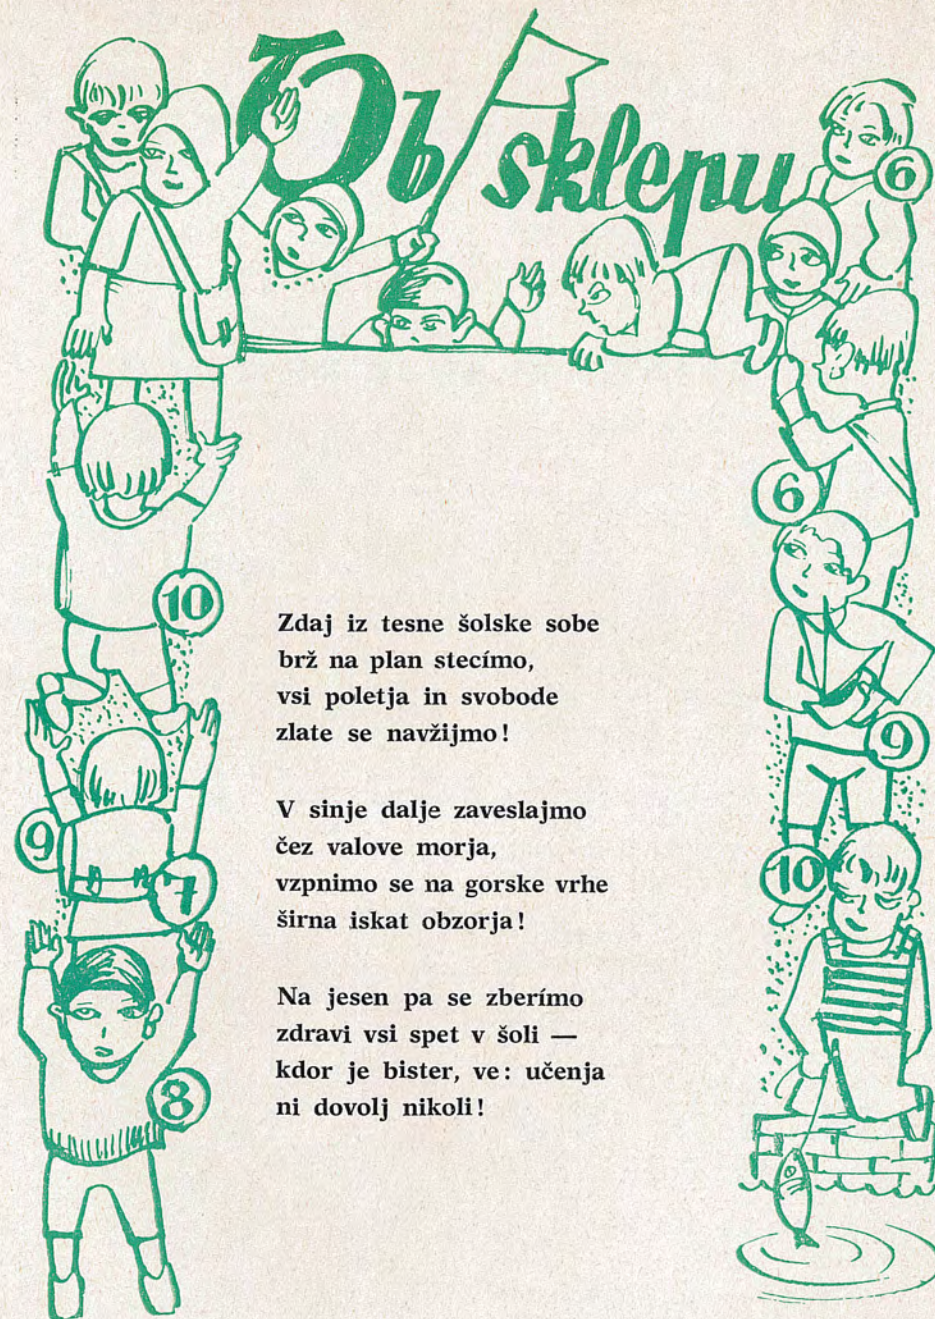 Ob sklepu
6
6
10
9
9
7
10
8
Zdaj iz tesne šolske sobe
brž na plan stecímo,
vsi poletja in svobode
zlate se navžijmo!
V sinje dalje zaveslajmo
čez valove morja,
vzpnimo se na gorske vrhe
širna iskat obzorja!
Na jesen pa se zberímo
zdravi vsi spet v šoli —
kdor je bister, ve: učenja
ni dovolj nikoli!